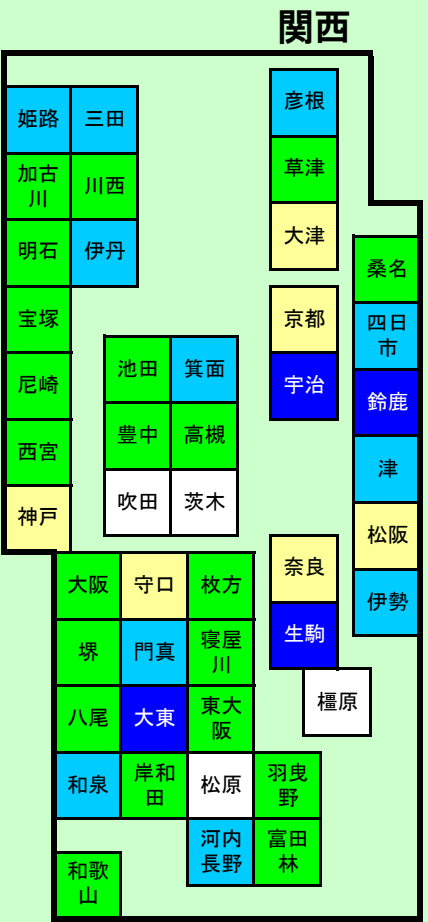 関西
姫路
三田
加古
川
川西
明石
伊丹
宝塚
尼崎
西宮
神戸
彦根
草津
大津
京都
宇治
桑名
四日
市
鈴鹿
津
松阪
伊勢
池田
箕面
豊中
高槻
吹田
茨木
奈良
生駒
橿原
大阪
守口
枚方
堺
門真
寝屋
川
八尾
大東
東大
阪
和泉
岸和
田
松原
羽曳
野
河内
長野
富田
林
和歌
山